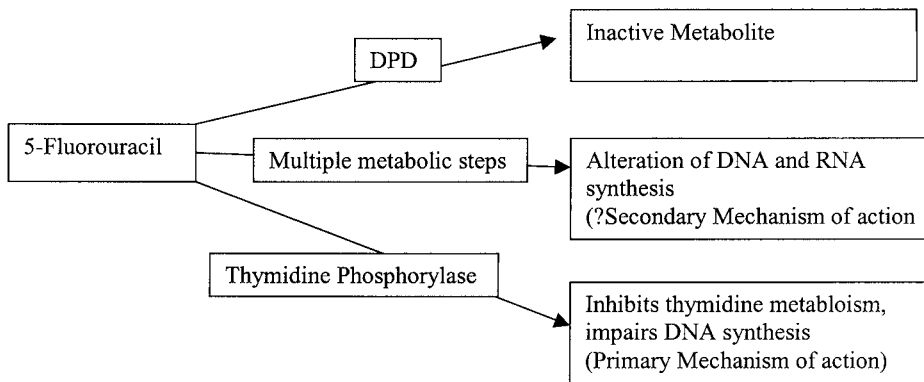 DPD
Inactive Metabolite
5-Fluorouracil
Multiple metabolic steps
Alteration of DNA and RNA
synthesis
(?Secondary Mechanism of action
Thymidine Phosphorylase
Inhibits thymidine metabloism,
impairs DNA synthesis
(Primary Mechanism of action)